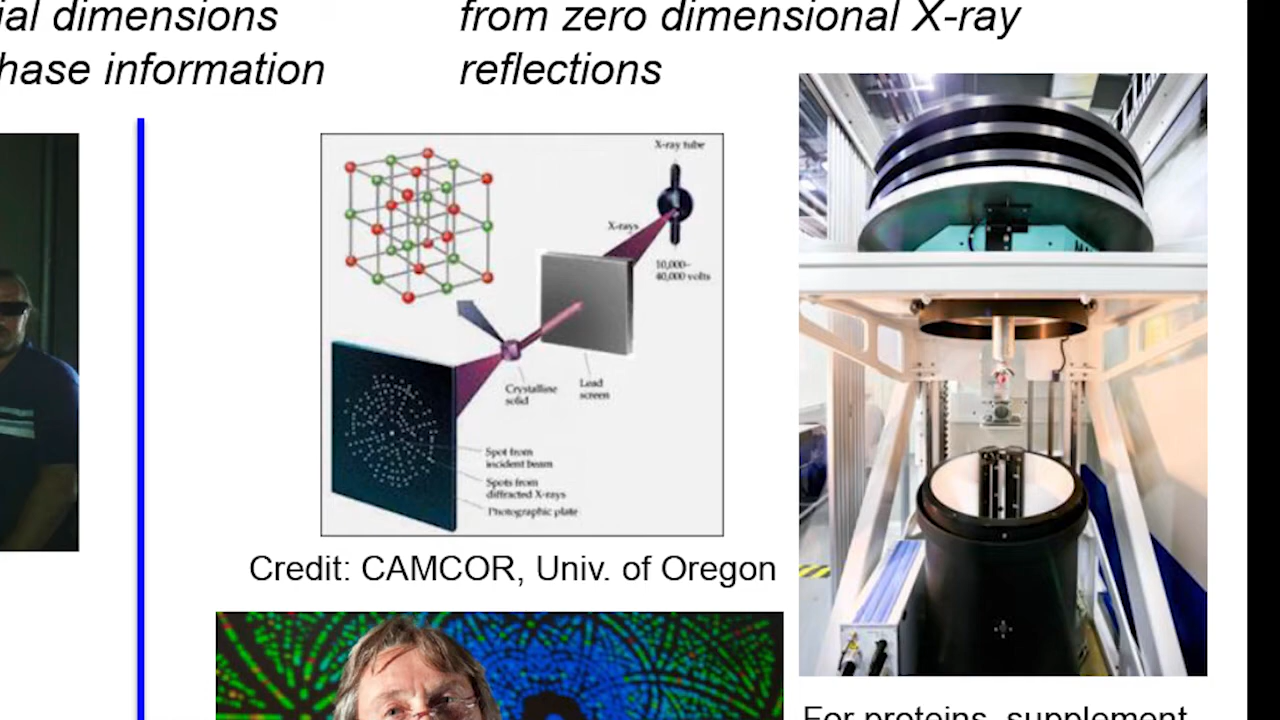 ial dimensions
hase information
from zero dimensional X-ray
reflections
X-ray tube
X-rays
10,000–
40,000 volts
Lead
screen
Crystalline
solid
Spot from
incident beam
Spots from
diffracted X-rays
Photographic plate
Credit: CAMCOR, Univ. of Oregon
For proteins, supplement